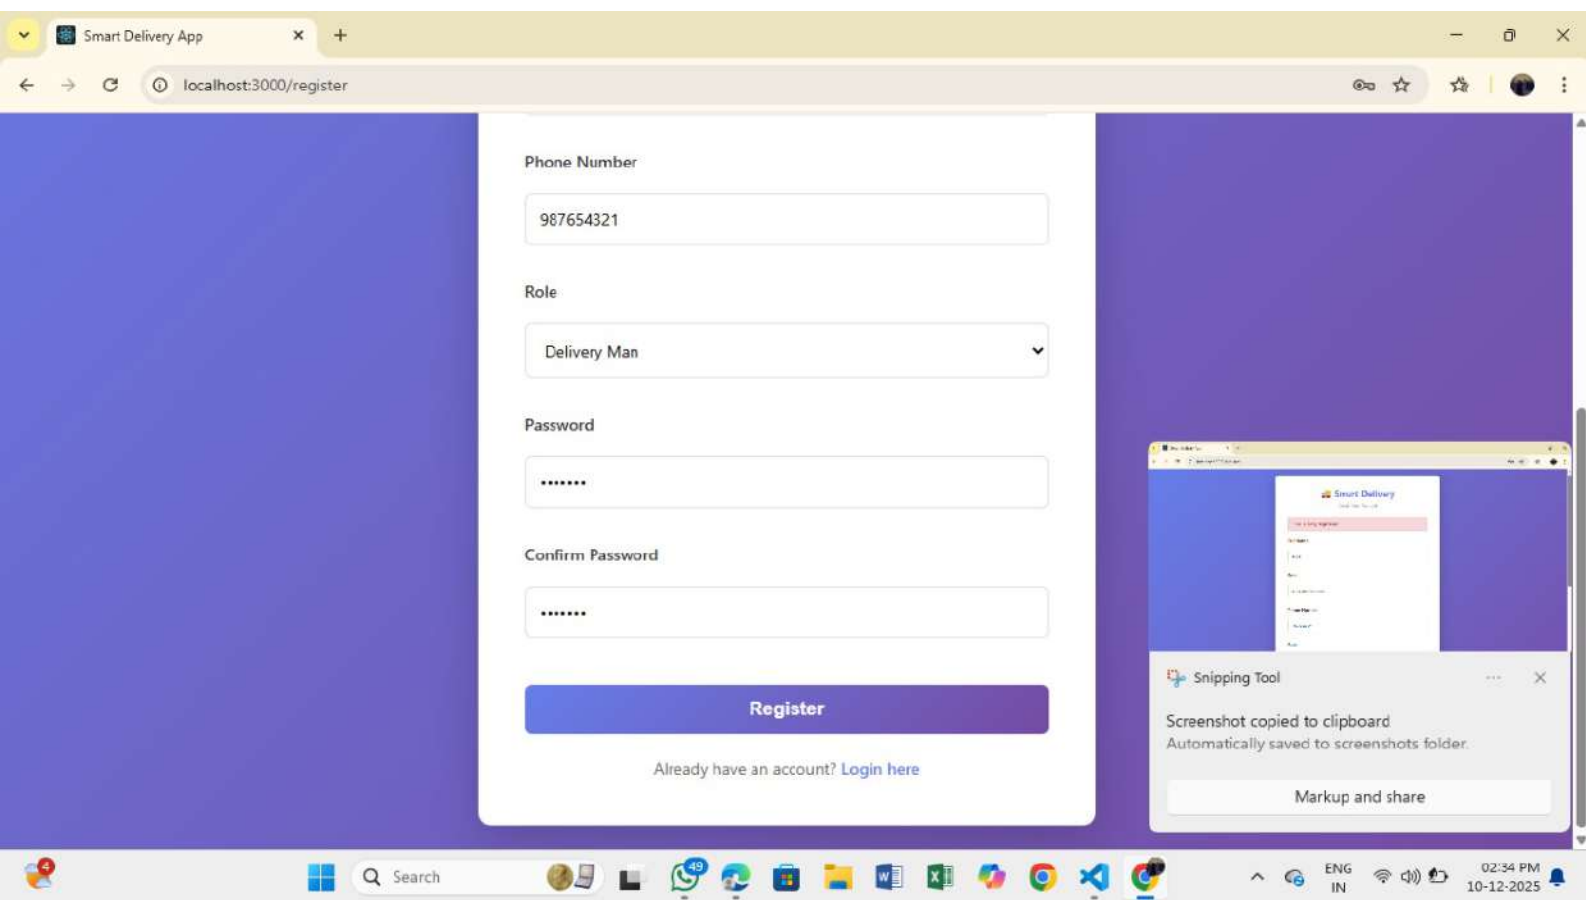 Smart Delivery App
localhost:3000/register
Phone Number
987654321
Role
Delivery Man
Password
•••••••
Confirm Password
•••••••
Register
Already have an account? Login here
Smart Delivery
Snipping Tool
Screenshot copied to clipboard
Automatically saved to screenshots folder.
Markup and share
4
Search
49
ENG
IN
02:34 PM
10-12-2025